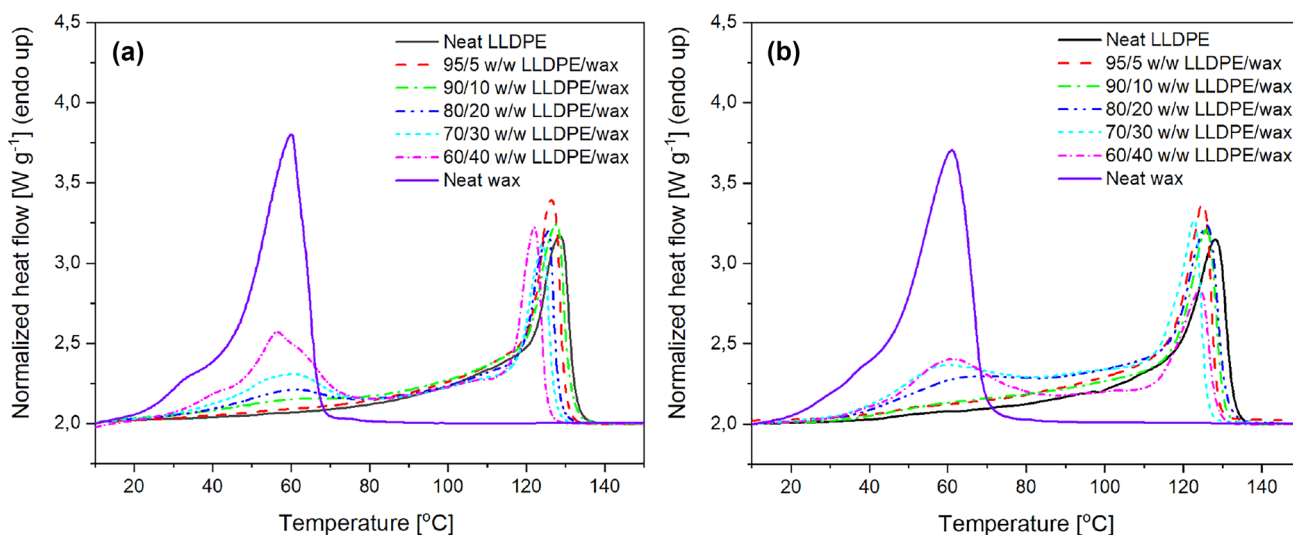 (a)
Normalized heat flow [W g⁻¹] (endo up)
4,5
4,0
3,5
3,0
2,5
2,0
Neat LLDPE
95/5 w/w LLDPE/wax
90/10 w/w LLDPE/wax
80/20 w/w LLDPE/wax
70/30 w/w LLDPE/wax
60/40 w/w LLDPE/wax
Neat wax
20 40 60 80 100 120 140
Temperature [°C]
(b)
Normalized heat flow [W g⁻¹] (endo up)
4,5
4,0
3,5
3,0
2,5
2,0
Neat LLDPE
95/5 w/w LLDPE/wax
90/10 w/w LLDPE/wax
80/20 w/w LLDPE/wax
70/30 w/w LLDPE/wax
60/40 w/w LLDPE/wax
Neat wax
20 40 60 80 100 120 140
Temperature [°C]